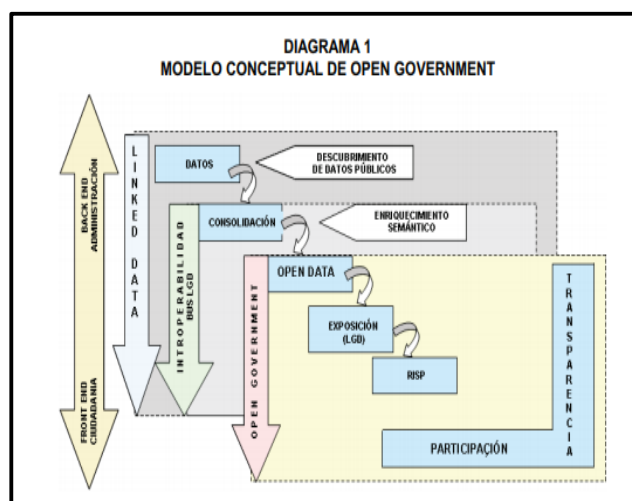 DIAGRAMA 1
MODELO CONCEPTUAL DE OPEN GOVERNMENT
BACK END
ADMINISTRACIÓN
FRONT END
CIUDADANIA
LINKED DATA
INTROPERABILIDAD
BUS LGD
OPEN GOVERNMENT
DATOS
DESCUBRIMIENTO
DE DATOS PÚBLICOS
CONSOLIDACIÓN
ENRIQUECIMIENTO
SEMÁNTICO
OPEN DATA
EXPOSICIÓN
(LGD)
RISP
PARTICIPACIÓN
TRANSPARENCIA